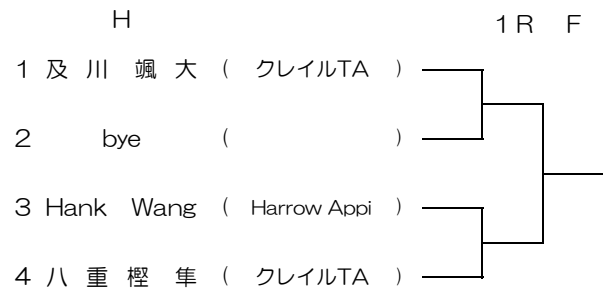 H 1R F
1 及川 颯大 ( クレイルTA )
2 bye ( )
3 Hank Wang ( Harrow Appi )
4 八重樫 隼 ( クレイルTA )